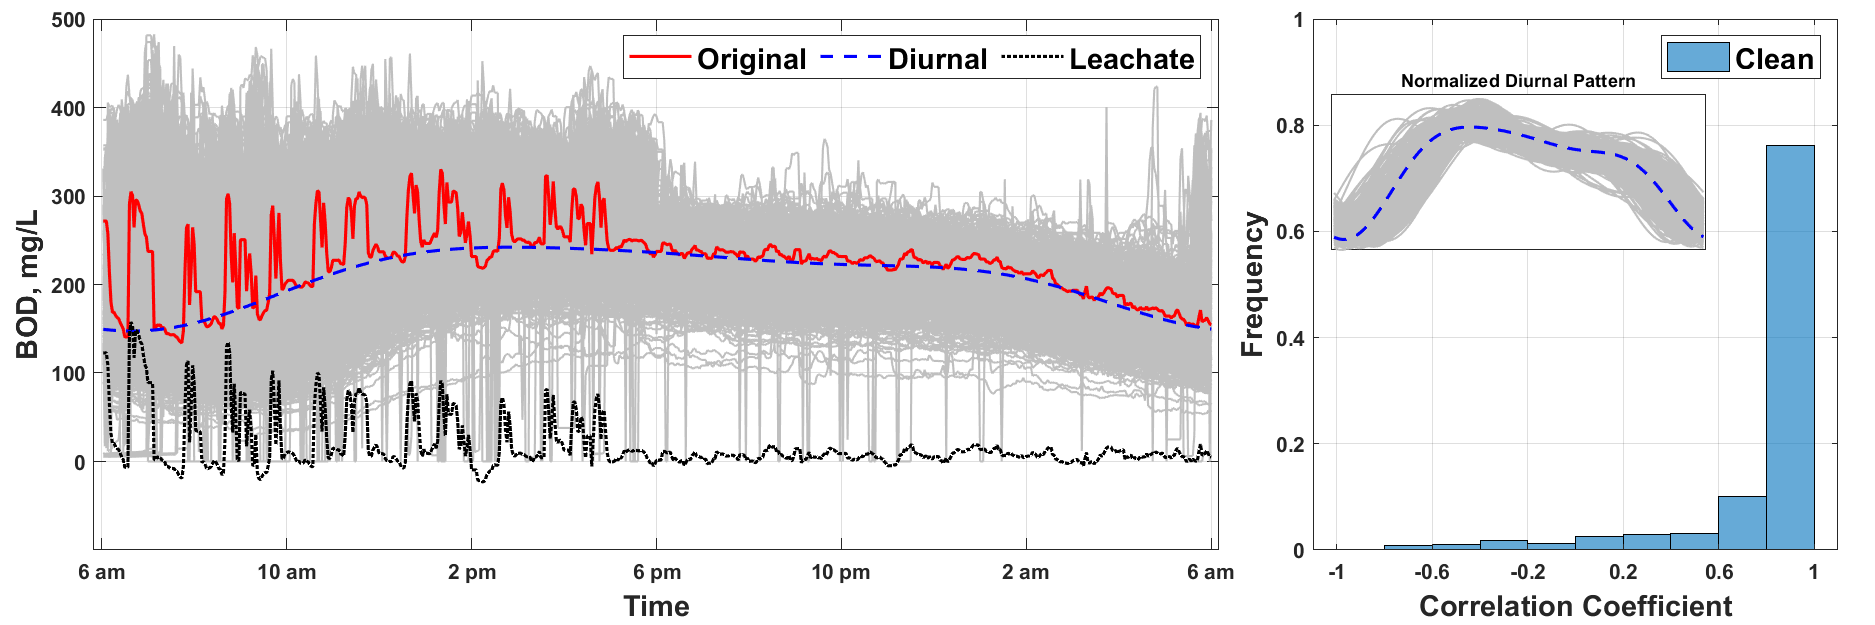 500
400
300
200
100
0
BOD, mg/L
Original Diurnal Leachate
6 am 10 am 2 pm 6 pm 10 pm 2 am 6 am
Time
1
0.8
0.6
0.4
0.2
0
Frequency
Clean
Normalized Diurnal Pattern
-1 -0.6 -0.2 0.2 0.6 1
Correlation Coefficient